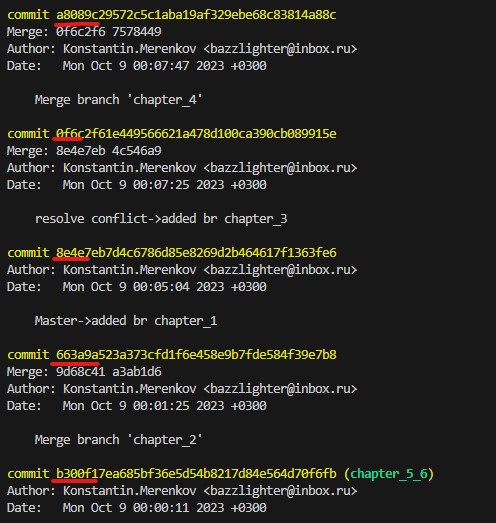 commit a8089c29572c5c1aba19af329ebe68c83814a88c
Merge: 0f6c2f6 7578449
Author: Konstantin.Merenkov <bazzlighter@inbox.ru>
Date:   Mon Oct 9 00:07:47 2023 +0300
Merge branch 'chapter_4'
commit 0f6c2f61e449566621a478d100ca390cb089915e
Merge: 8e4e7eb 4c546a9
Author: Konstantin.Merenkov <bazzlighter@inbox.ru>
Date:   Mon Oct 9 00:07:25 2023 +0300
resolve conflict->added br chapter_3
commit 8e4e7eb7d4c6786d85e8269d2b464617f1363fe6
Author: Konstantin.Merenkov <bazzlighter@inbox.ru>
Date:   Mon Oct 9 00:05:04 2023 +0300
Master->added br chapter_1
commit 663a9a523a373cfd1f6e458e9b7fde584f39e7b8
Merge: 9d68c41 a3ab1d6
Author: Konstantin.Merenkov <bazzlighter@inbox.ru>
Date:   Mon Oct 9 00:01:25 2023 +0300
Merge branch 'chapter_2'
commit b300f17ea685bf36e5d54b8217d84e564d70f6fb (chapter_5_6)
Author: Konstantin.Merenkov <bazzlighter@inbox.ru>
Date:   Mon Oct 9 00:00:11 2023 +0300